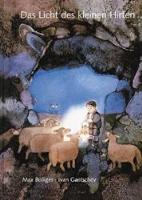 Das Licht des kleinen Hirten
Max Bolliger · Ivan Gantschev